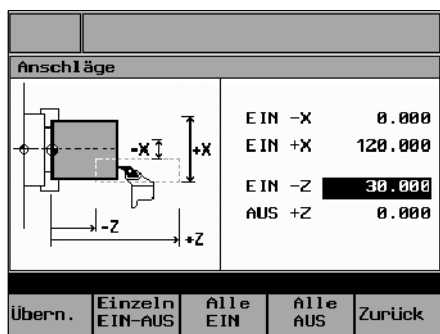 Anschläge
-X
+X
-Z
+Z
EIN -X 0.000
EIN +X 120.000
EIN -Z 30.000
AUS +Z 0.000
Übern.
Einzeln
EIN-AUS
Alle
EIN
Alle
AUS
Zurück